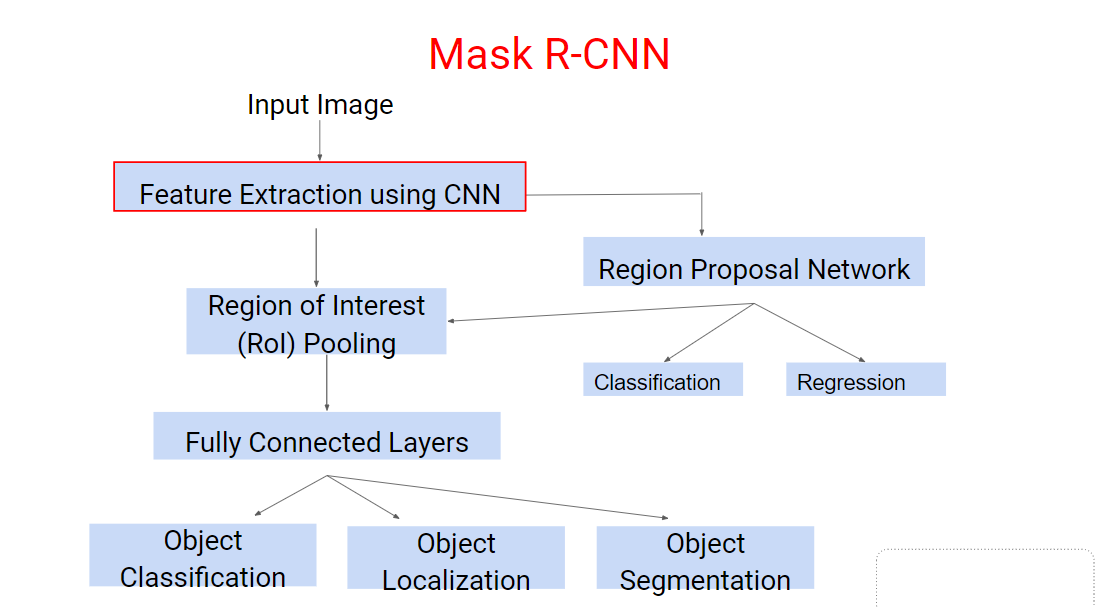 Mask R-CNN
Input Image
Feature Extraction using CNN
Region Proposal Network
Region of Interest
(RoI) Pooling
Classification
Regression
Fully Connected Layers
Object
Classification
Object
Localization
Object
Segmentation